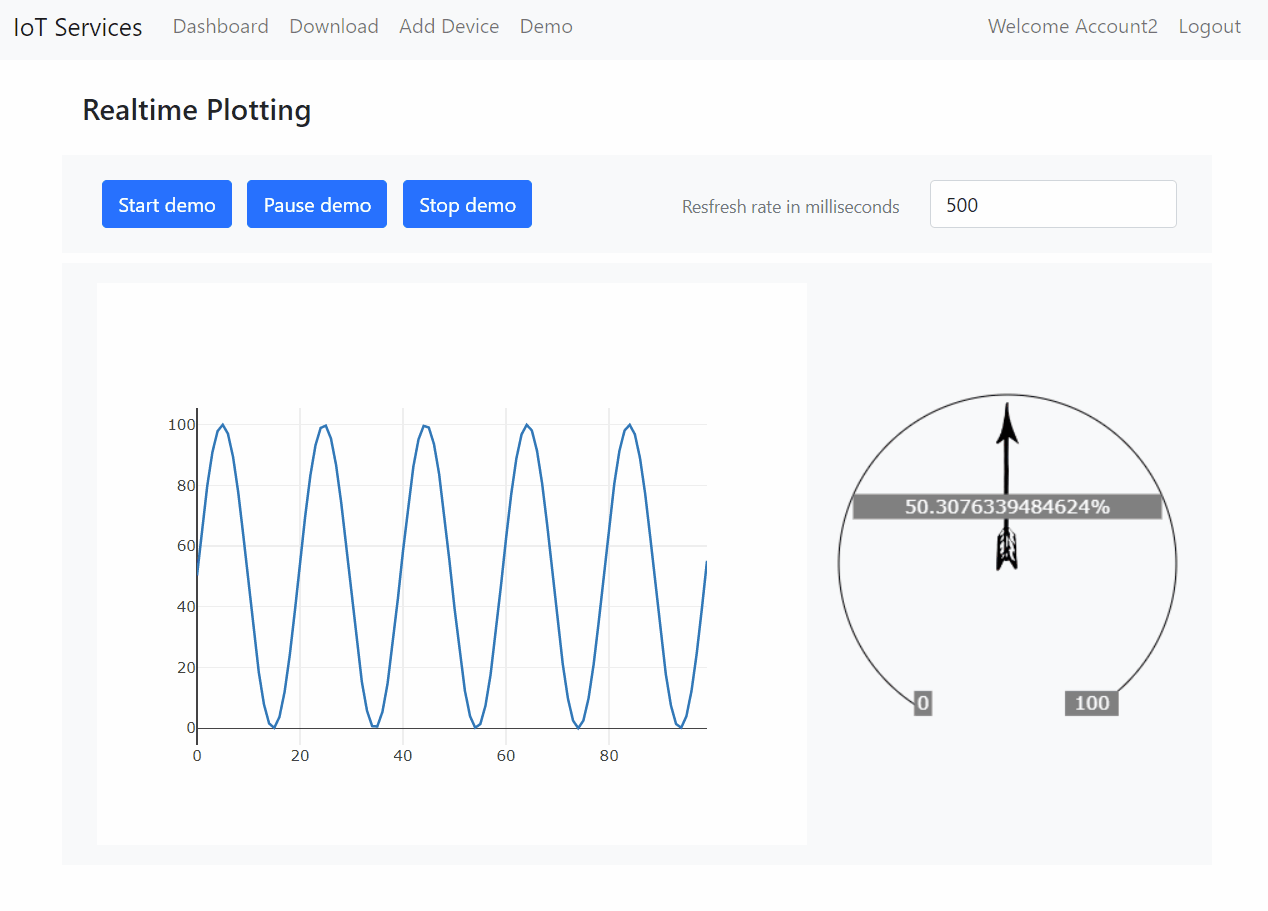 IoT Services Dashboard Download Add Device Demo Welcome Account2 Logout
Realtime Plotting
Start demo Pause demo Stop demo Resfresh rate in milliseconds 500
100
80
60
40
20
0
0 20 40 60 80
50.3076339484624%
0 100